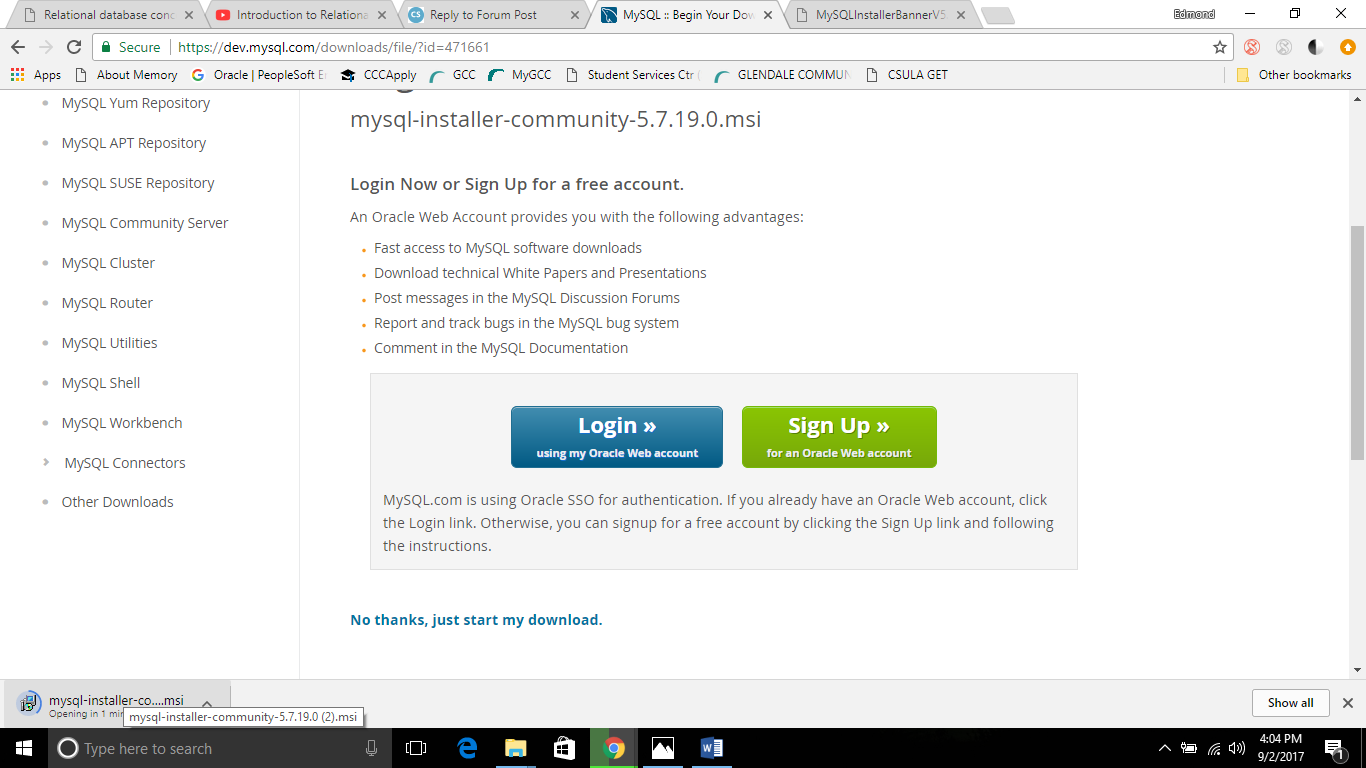 Relational database conc
Introduction to Relationa
Reply to Forum Post
MySQL :: Begin Your Dow
MySQLInstallerBannerV5.
Edmond
Secure
https://dev.mysql.com/downloads/file/?id=471661
Apps
About Memory
Oracle | PeopleSoft En
CCCApply
GCC
MyGCC
Student Services Ctr (
GLENDALE COMMUN
CSULA GET
Other bookmarks
MySQL Yum Repository
MySQL APT Repository
MySQL SUSE Repository
MySQL Community Server
MySQL Cluster
MySQL Router
MySQL Utilities
MySQL Shell
MySQL Workbench
MySQL Connectors
Other Downloads
mysql-installer-community-5.7.19.0.msi
Login Now or Sign Up for a free account.
An Oracle Web Account provides you with the following advantages:
Fast access to MySQL software downloads
Download technical White Papers and Presentations
Post messages in the MySQL Discussion Forums
Report and track bugs in the MySQL bug system
Comment in the MySQL Documentation
Login »
using my Oracle Web account
Sign Up »
for an Oracle Web account
MySQL.com is using Oracle SSO for authentication. If you already have an Oracle Web account, click
the Login link. Otherwise, you can signup for a free account by clicking the Sign Up link and following
the instructions.
No thanks, just start my download.
mysql-installer-co....msi
Opening in 1 min
mysql-installer-community-5.7.19.0 (2).msi
Show all
Type here to search
4:04 PM
9/2/2017
1